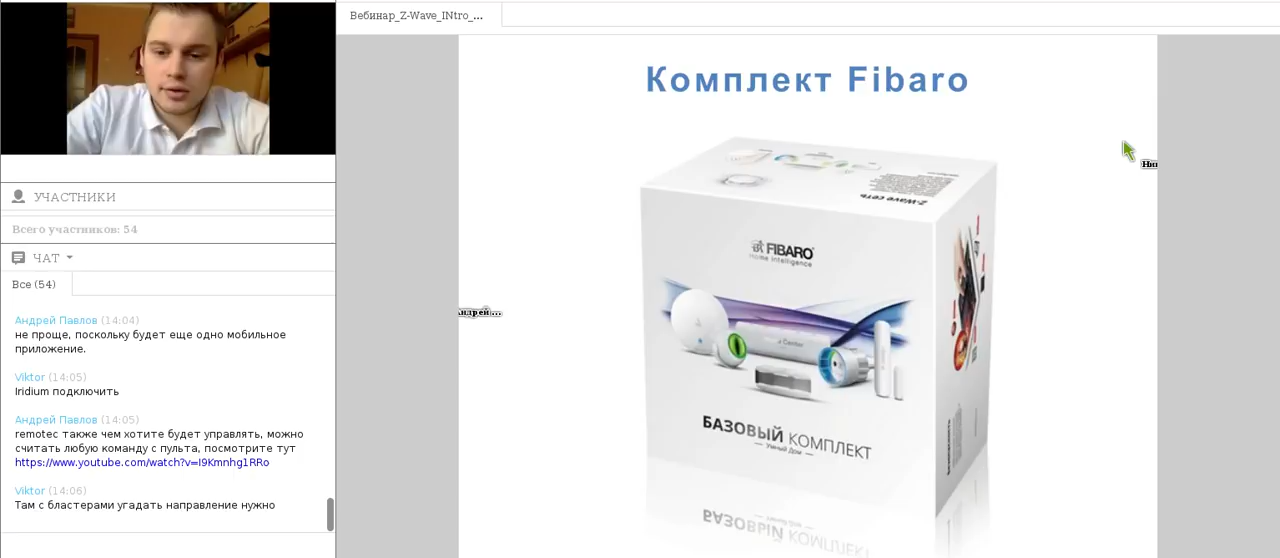 Вебинар_Z-Wave_INtro_...
УЧАСТНИКИ
Всего участников: 54
ЧАТ
Все (54)
Андрей Павлов (14:04)
не проще, поскольку будет еще одно мобильное
приложение.
Viktor (14:05)
Iridium подключить
Андрей Павлов (14:05)
remotec также чем хотите будет управлять, можно
считать любую команду с пульта, посмотрите тут
https://www.youtube.com/watch?v=I9Kmnhg1RRo
Viktor (14:06)
Там с бластерами угадать направление нужно
Комплект Fibaro
Z-Wave сеть
FIBARO
Home Intelligence
Center
БАЗОВЫЙ КОМПЛЕКТ
— Умный Дом —
БАЗОВЫЙ КОМПЛЕКТ